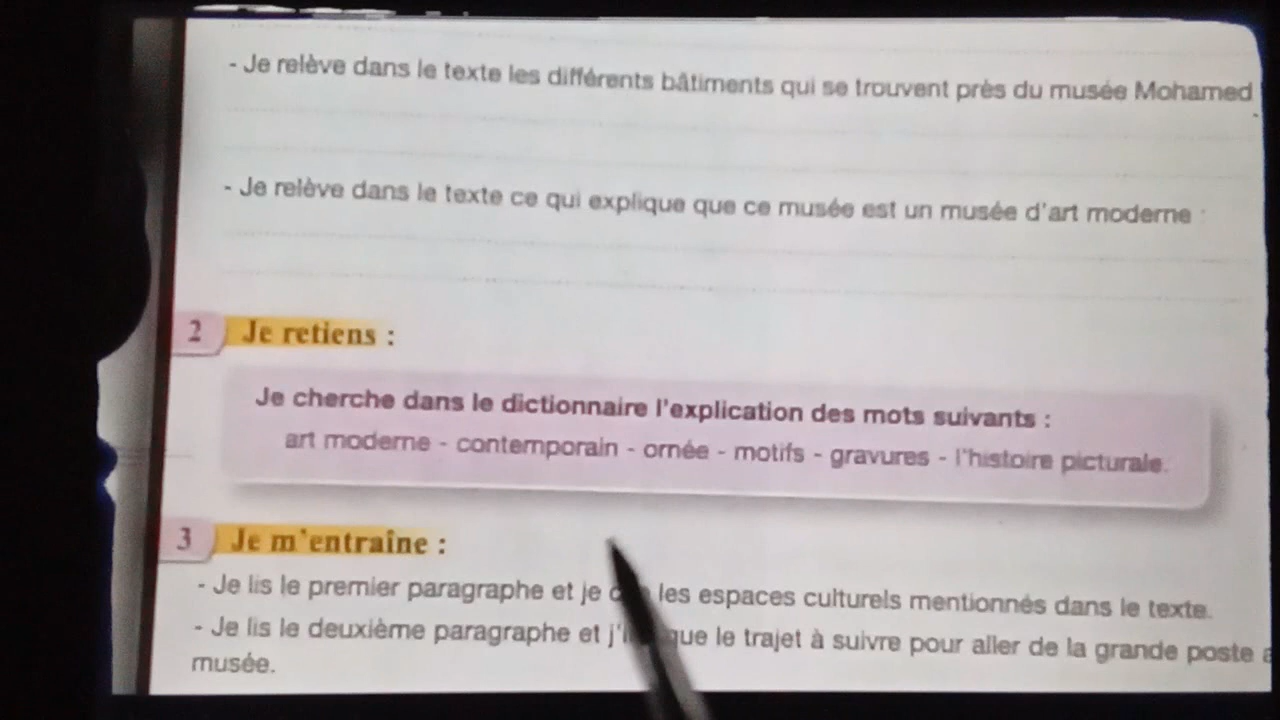 - Je relève dans le texte les différents bâtiments qui se trouvent près du musée Mohamed
- Je relève dans le texte ce qui explique que ce musée est un musée d'art moderne :
2 Je retiens :
Je cherche dans le dictionnaire l'explication des mots suivants :
art moderne - contemporain - ornée - motifs - gravures - l'histoire picturale.
3 Je m'entraîne :
- Je lis le premier paragraphe et je les espaces culturels mentionnés dans le texte.
- Je lis le deuxième paragraphe et le trajet à suivre pour aller de la grande poste
musée.